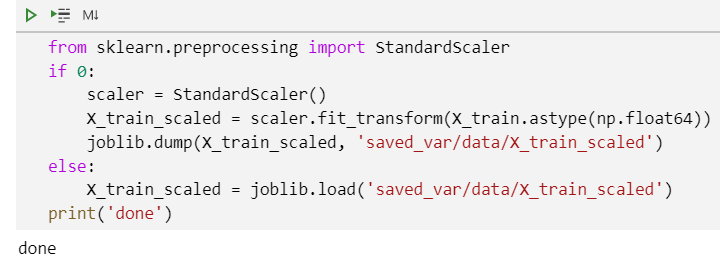 M↓
from sklearn.preprocessing import StandardScaler
if 0:
    scaler = StandardScaler()
    X_train_scaled = scaler.fit_transform(X_train.astype(np.float64))
    joblib.dump(X_train_scaled, 'saved_var/data/X_train_scaled')
else:
    X_train_scaled = joblib.load('saved_var/data/X_train_scaled')
print('done')
done